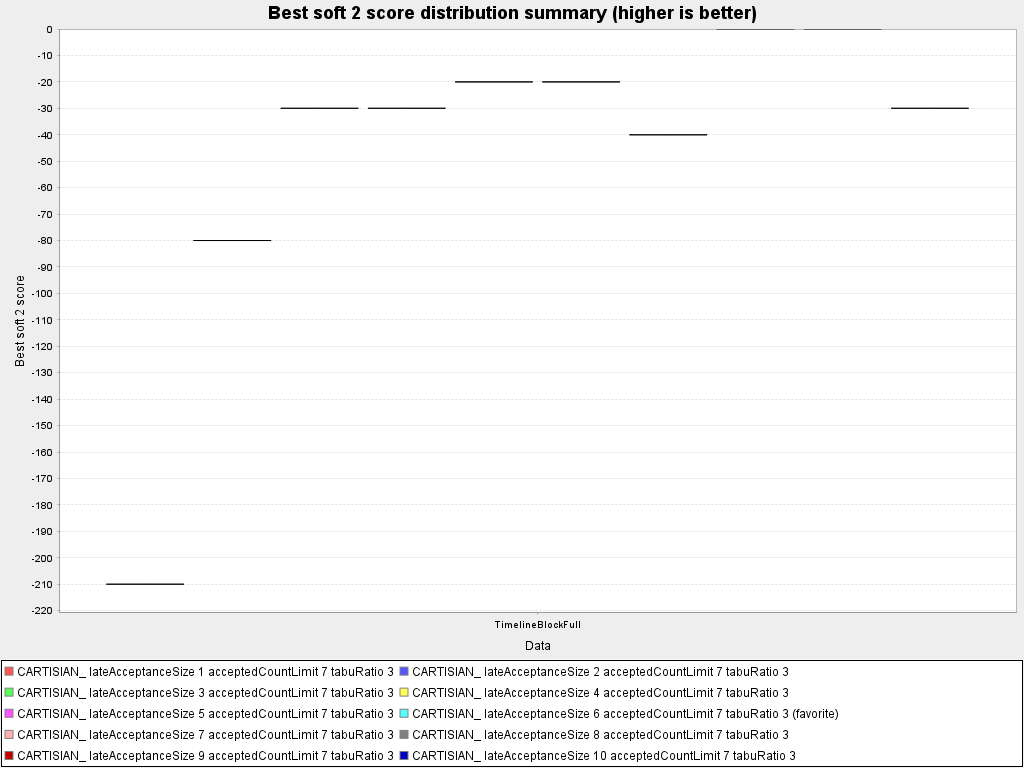 Best soft 2 score distribution summary (higher is better)
0
-10
-20
-30
-40
-50
-60
-70
-80
-90
-100
-110
-120
-130
-140
-150
-160
-170
-180
-190
-200
-210
-220
Best soft 2 score
TimelineBlockFull
Data
CARTISIAN_ lateAcceptanceSize 1 acceptedCountLimit 7 tabuRatio 3 CARTISIAN_ lateAcceptanceSize 2 acceptedCountLimit 7 tabuRatio 3
CARTISIAN_ lateAcceptanceSize 3 acceptedCountLimit 7 tabuRatio 3 CARTISIAN_ lateAcceptanceSize 4 acceptedCountLimit 7 tabuRatio 3
CARTISIAN_ lateAcceptanceSize 5 acceptedCountLimit 7 tabuRatio 3 CARTISIAN_ lateAcceptanceSize 6 acceptedCountLimit 7 tabuRatio 3 (favorite)
CARTISIAN_ lateAcceptanceSize 7 acceptedCountLimit 7 tabuRatio 3 CARTISIAN_ lateAcceptanceSize 8 acceptedCountLimit 7 tabuRatio 3
CARTISIAN_ lateAcceptanceSize 9 acceptedCountLimit 7 tabuRatio 3 CARTISIAN_ lateAcceptanceSize 10 acceptedCountLimit 7 tabuRatio 3